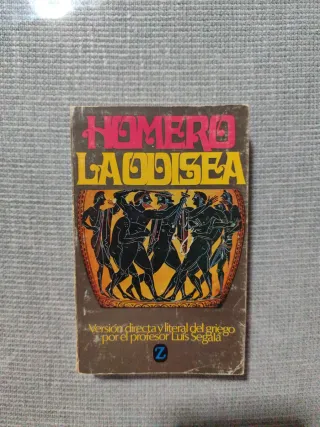 HOMERO
LA ODISEA
Versión directa y literal del griego
por el profesor Luis Segalá
Z